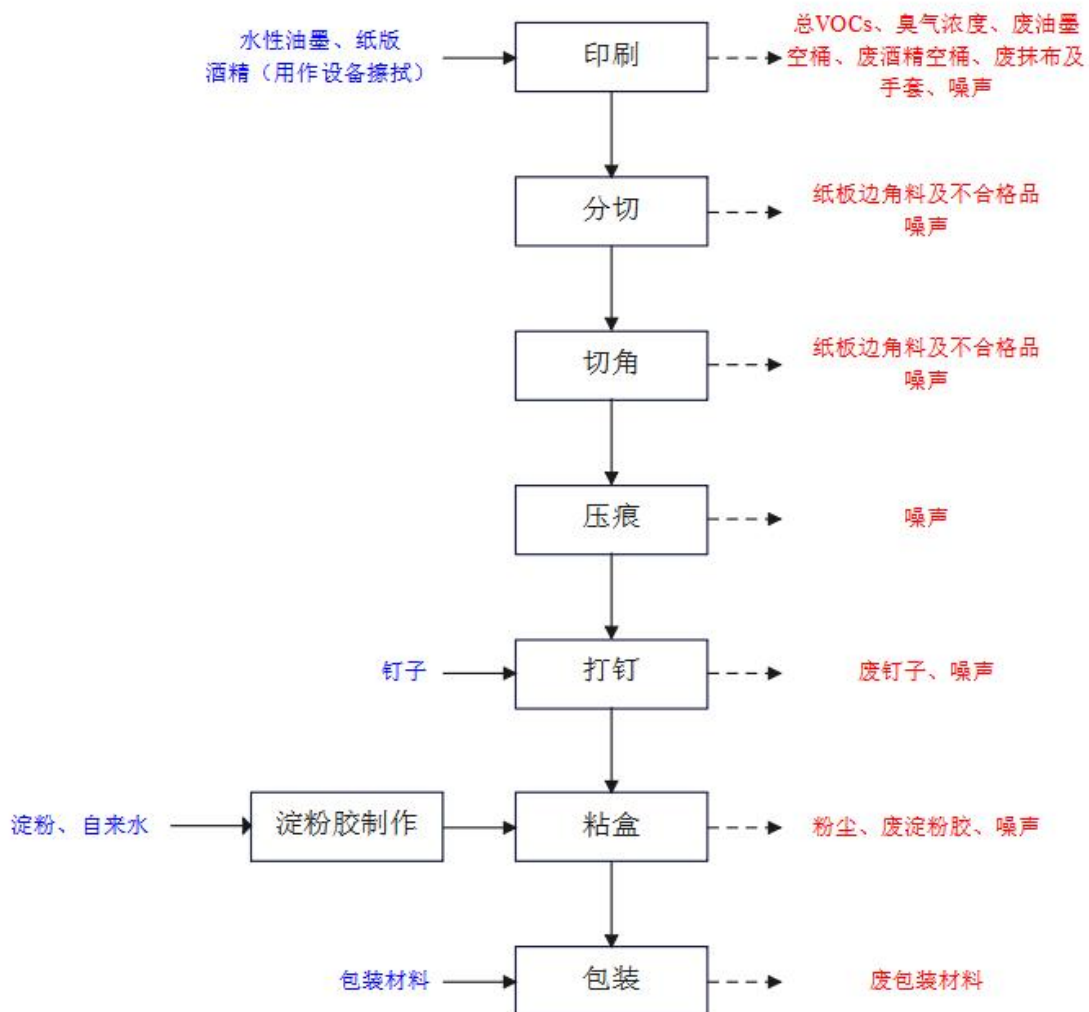 水性油墨、纸版
酒精（用作设备擦拭）
印刷
总VOCs、臭气浓度、废油墨
空桶、废酒精空桶、废抹布及
手套、噪声
分切
纸板边角料及不合格品
噪声
切角
纸板边角料及不合格品
噪声
压痕
噪声
钉子
打钉
废钉子、噪声
淀粉、自来水
淀粉胶制作
粘盒
粉尘、废淀粉胶、噪声
包装材料
包装
废包装材料